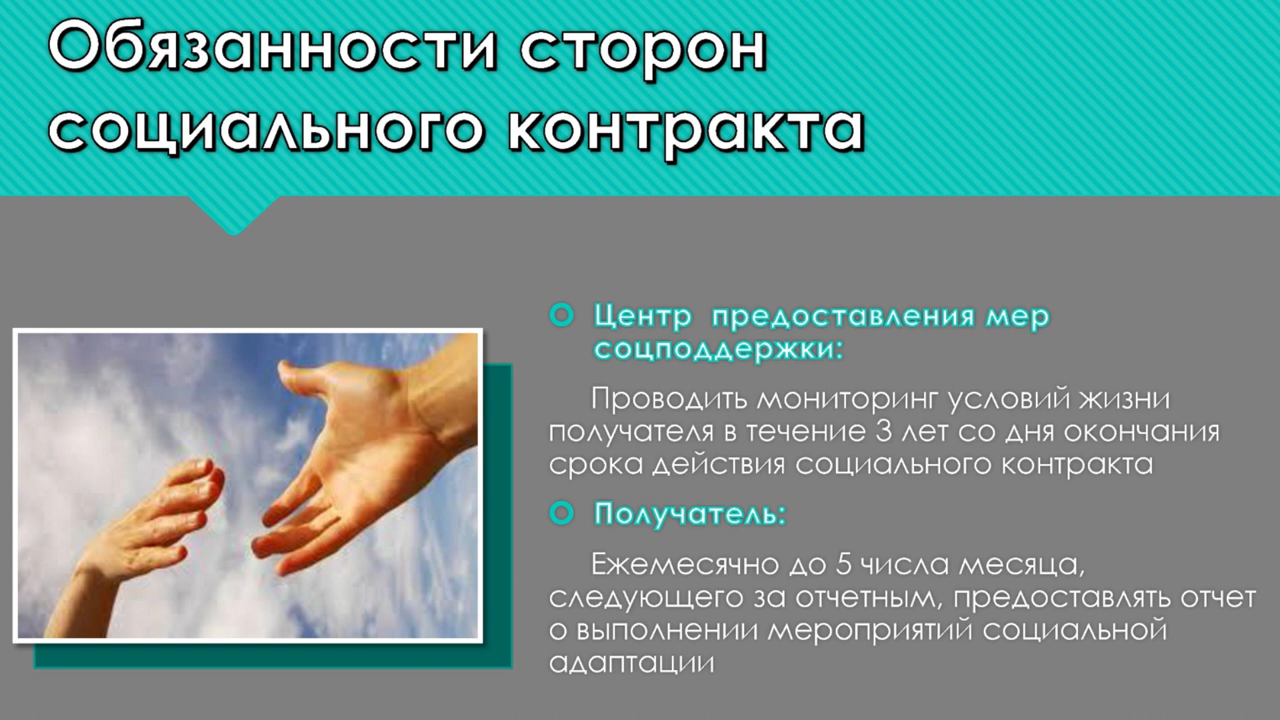 Обязанности сторон
социального контракта
Центр предоставления мер
соцподдержки:
Проводить мониторинг условий жизни
получателя в течение 3 лет со дня окончания
срока действия социального контракта
Получатель:
Ежемесячно до 5 числа месяца,
следующего за отчетным, предоставлять отчет
о выполнении мероприятий социальной
адаптации